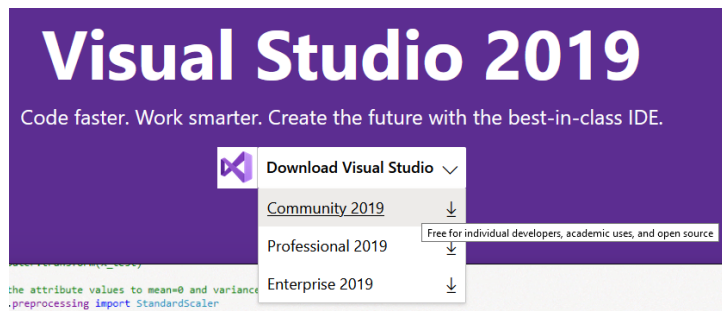 Visual Studio 2019
Code faster. Work smarter. Create the future with the best-in-class IDE.
Download Visual Studio
Community 2019
Free for individual developers, academic uses, and open source
Professional 2019
Enterprise 2019
the attribute values to mean=0 and variance
.preprocessing import StandardScaler